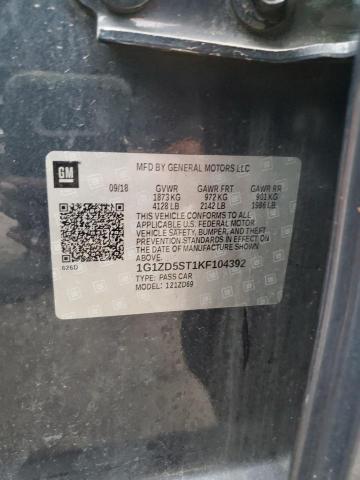 GM
MFD BY GENERAL MOTORS LLC
09/18 GVWR GAWR FRT GAWR RR
1873 KG 972 KG 901 KG
4128 LB 2142 LB 1986 LB
THIS VEHICLE CONFORMS TO ALL
APPLICABLE U.S. FEDERAL MOTOR
VEHICLE SAFETY, BUMPER, AND THEFT
PREVENTION STANDARDS IN EFFECT ON
THE DATE OF MANUFACTURE SHOWN
ABOVE.
626D
1G1ZD5ST1KF104392
TYPE: PASS CAR
MODEL: 121ZD69